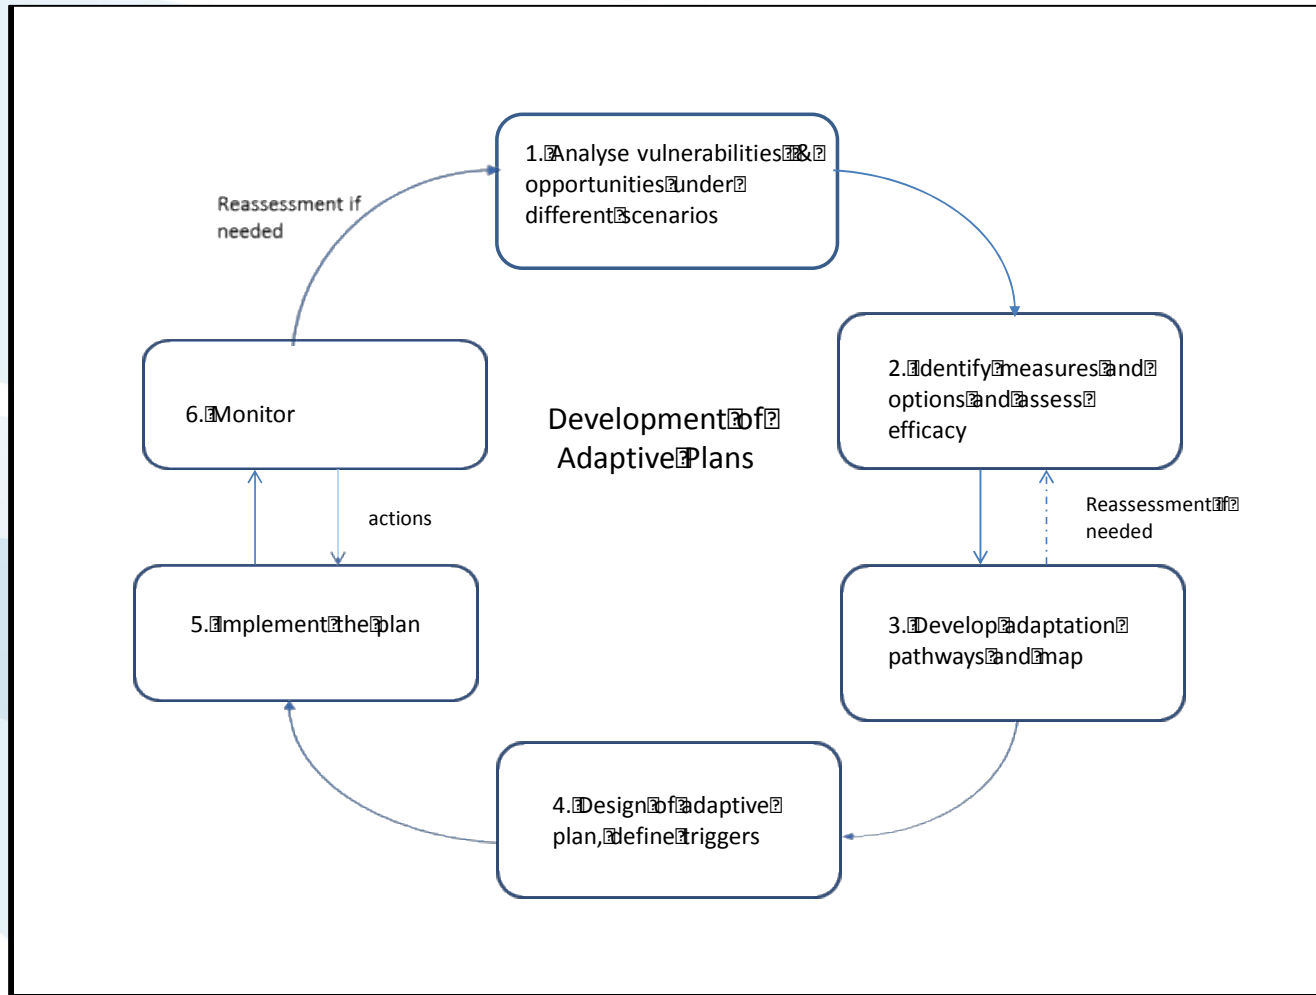 1. Analyse vulnerabilities &
opportunities under
different scenarios
Reassessment if
needed
2. Identify measures and
options and assess
efficacy
6. Monitor
Development of
Adaptive Plans
actions
Reassessment if
needed
5. Implement the plan
3. Develop adaptation
pathways and map
4. Design of adaptive
plan, define triggers